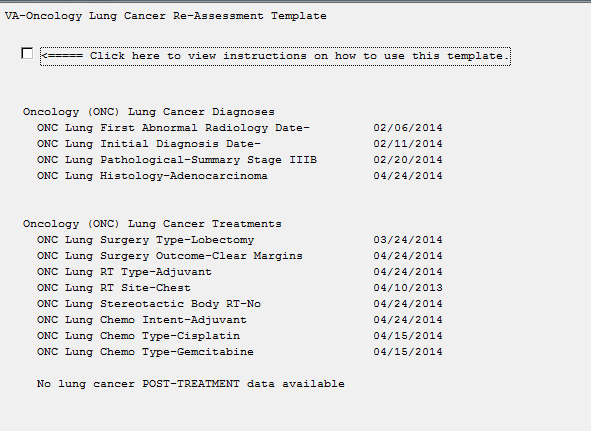 VA-Oncology Lung Cancer Re-Assessment Template
<===== Click here to view instructions on how to use this template.
Oncology (ONC) Lung Cancer Diagnoses
ONC Lung First Abnormal Radiology Date- 02/06/2014
ONC Lung Initial Diagnosis Date- 02/11/2014
ONC Lung Pathological-Summary Stage IIIB 02/20/2014
ONC Lung Histology-Adenocarcinoma 04/24/2014
Oncology (ONC) Lung Cancer Treatments
ONC Lung Surgery Type-Lobectomy 03/24/2014
ONC Lung Surgery Outcome-Clear Margins 04/24/2014
ONC Lung RT Type-Adjuvant 04/24/2014
ONC Lung RT Site-Chest 04/10/2013
ONC Lung Stereotactic Body RT-No 04/24/2014
ONC Lung Chemo Intent-Adjuvant 04/24/2014
ONC Lung Chemo Type-Cisplatin 04/15/2014
ONC Lung Chemo Type-Gemcitabine 04/15/2014
No lung cancer POST-TREATMENT data available